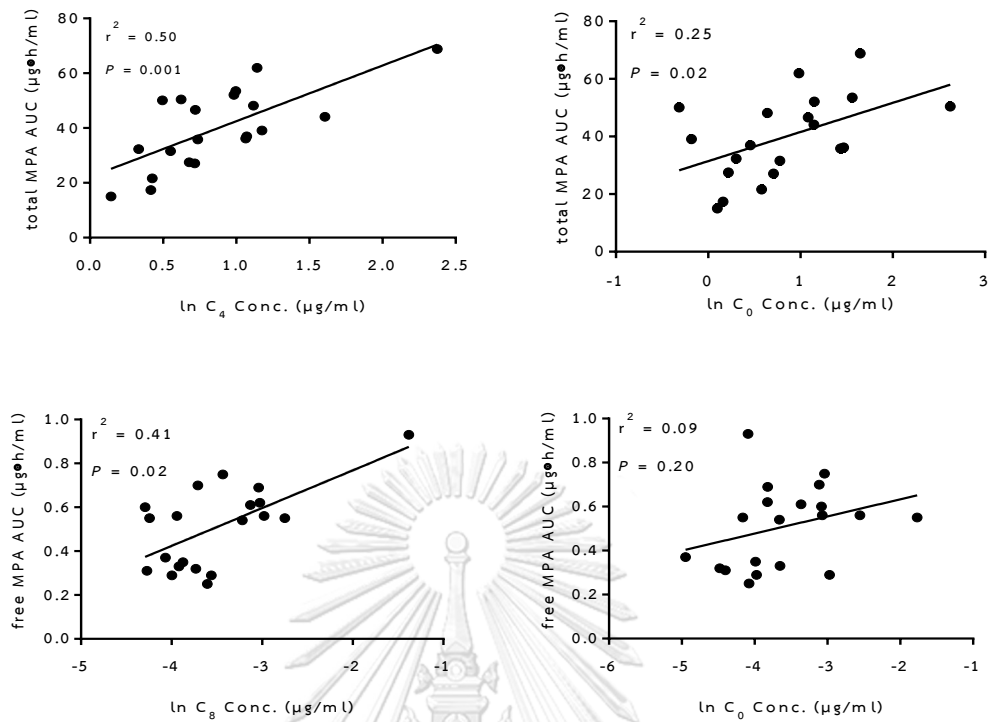 total MPA AUC (µg•h/ml)
r² = 0.50
P = 0.001
80
60
40
20
0
0.0 0.5 1.0 1.5 2.0 2.5
ln C₄ Conc. (µg/ml)
total MPA AUC (µg•h/ml)
r² = 0.25
P = 0.02
80
60
40
20
0
-1 0 1 2 3
ln C₀ Conc. (µg/ml)
free MPA AUC (µg•h/ml)
r² = 0.41
P = 0.02
1.0
0.8
0.6
0.4
0.2
0.0
-5 -4 -3 -2 -1
ln C₈ Conc. (µg/ml)
free MPA AUC (µg•h/ml)
r² = 0.09
P = 0.20
1.0
0.8
0.6
0.4
0.2
0.0
-5 -4 -3 -2 -1
ln C₀ Conc. (µg/ml)